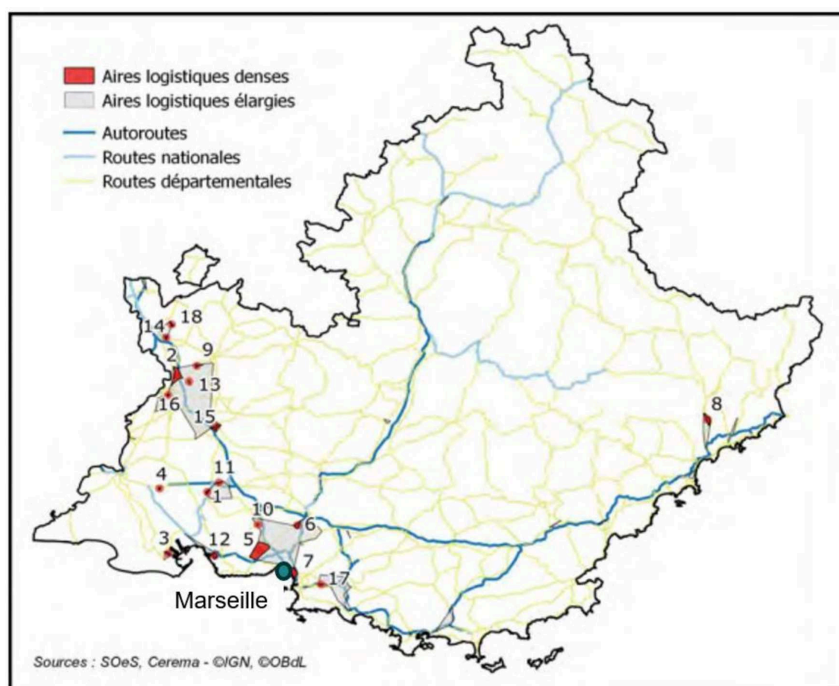 Aires logistiques denses
Aires logistiques élargies
Autoroutes
Routes nationales
Routes départementales
18
14
2
9
13
16
15
8
4
11
1
10
6
3
12
5
7
17
Marseille
Sources : SOeS, Cerema - ©IGN, ©OBdL